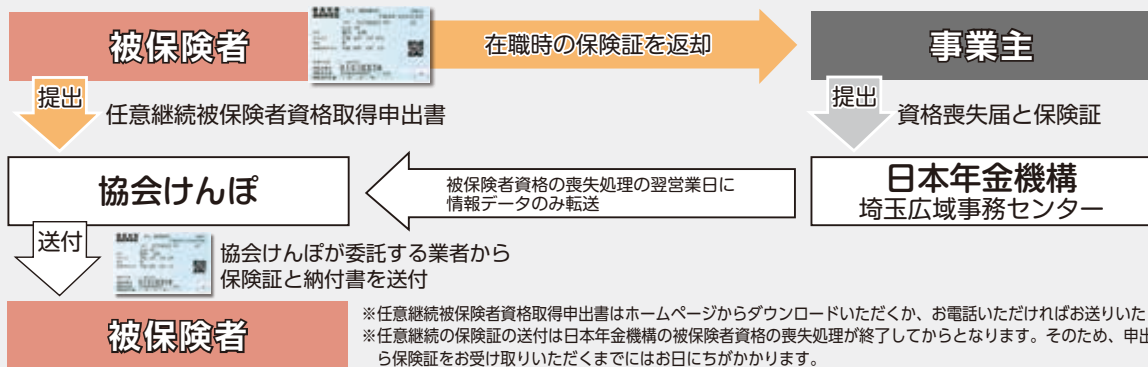 被保険者
在職時の保険証を返却
事業主
提出
任意継続被保険者資格取得申出書
提出
資格喪失届と保険証
協会けんぽ
被保険者資格の喪失処理の翌営業日に
情報データのみ転送
日本年金機構
埼玉広域事務センター
送付
協会けんぽが委託する業者から
保険証と納付書を送付
被保険者
※任意継続被保険者資格取得申出書はホームページからダウンロードいただくか、お電話いただければお送りいた
※任意継続の保険証の送付は日本年金機構の被保険者資格の喪失処理が終了してからとなります。そのため、申出
ら保険証をお受け取りいただくまでにはお日にちがかかります。